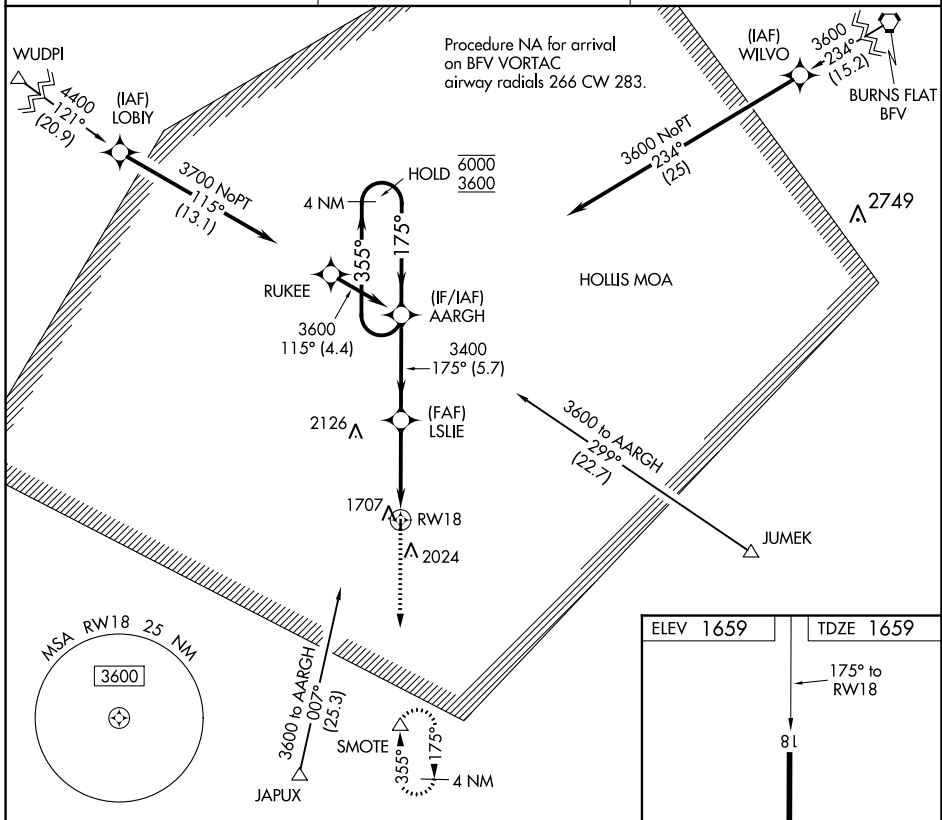 WUDPI
4400
121°
(20.9)
(IAF)
LOBIY
3700 NoPT
115°
(13.1)
Procedure NA for arrival
on BFV VORTAC
airway radials 266 CW 283.
(IAF)
WILVO
3600
234°
(15.2)
BURNS FLAT
BFV
3600 NoPT
234°
(25)
2749
HOLD 6000
3600
4 NM
355°
175°
RUKEE
3600
115° (4.4)
(IF/IAF)
AARGH
HOLLIS MOA
3400
175° (5.7)
(FAF)
LSLIE
2126
1707
RW18
2024
3600 to AARGH
299°
(22.7)
JUMEK
MSA RW18 25 NM
3600
3600 to AARGH
007°
(25.3)
JAPUX
SMOTE
355°
175°
4 NM
ELEV 1659
TDZE 1659
175° to
RW18
18